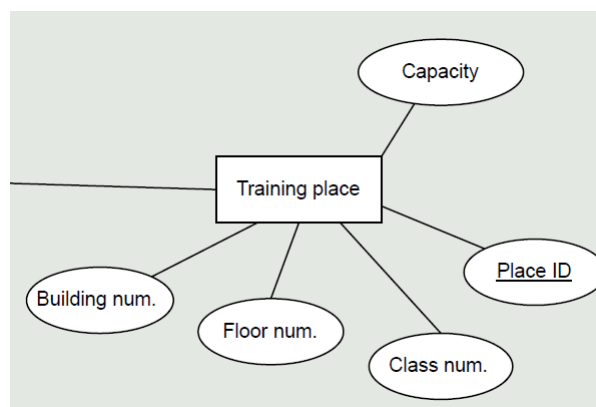 Capacity
Training place
Place ID
Building num.
Floor num.
Class num.